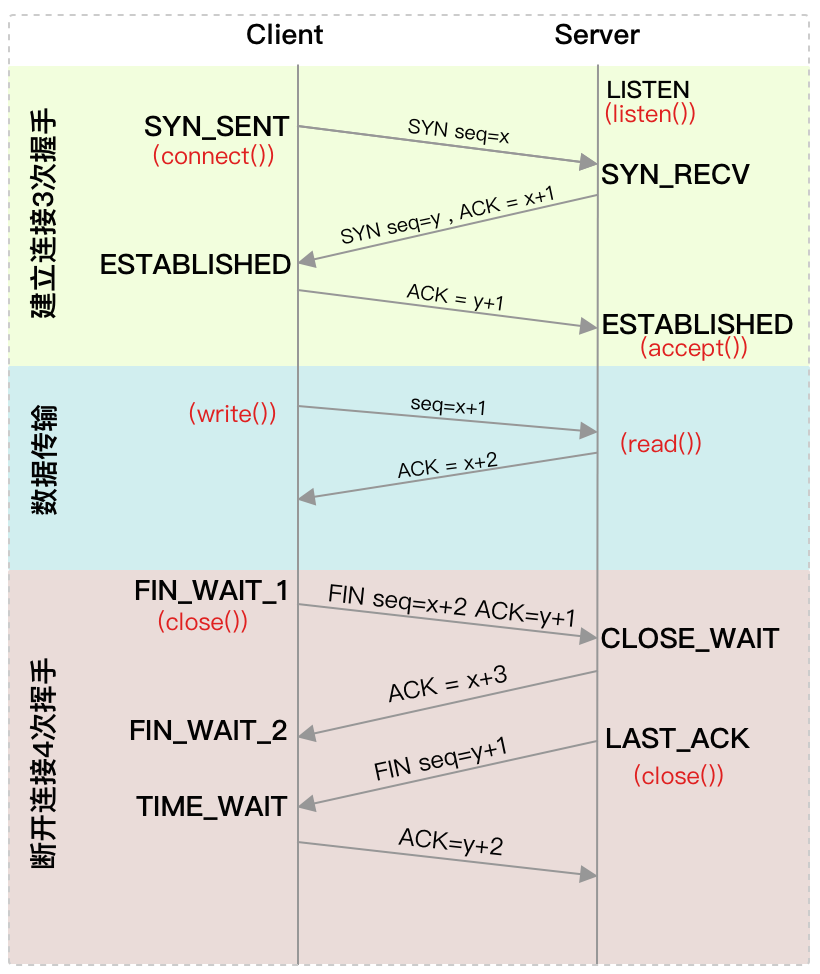 Client
Server
建立连接3次握手
LISTEN
(listen())
SYN_SENT
(connect())
SYN seq=x
SYN_RECV
SYN seq=y , ACK = x+1
ESTABLISHED
ACK = y+1
ESTABLISHED
(accept())
数据传输
(write())
seq=x+1
(read())
ACK = x+2
断开连接4次挥手
FIN_WAIT_1
(close())
FIN seq=x+2 ACK=y+1
CLOSE_WAIT
ACK = x+3
FIN_WAIT_2
LAST_ACK
(close())
FIN seq=y+1
TIME_WAIT
ACK=y+2